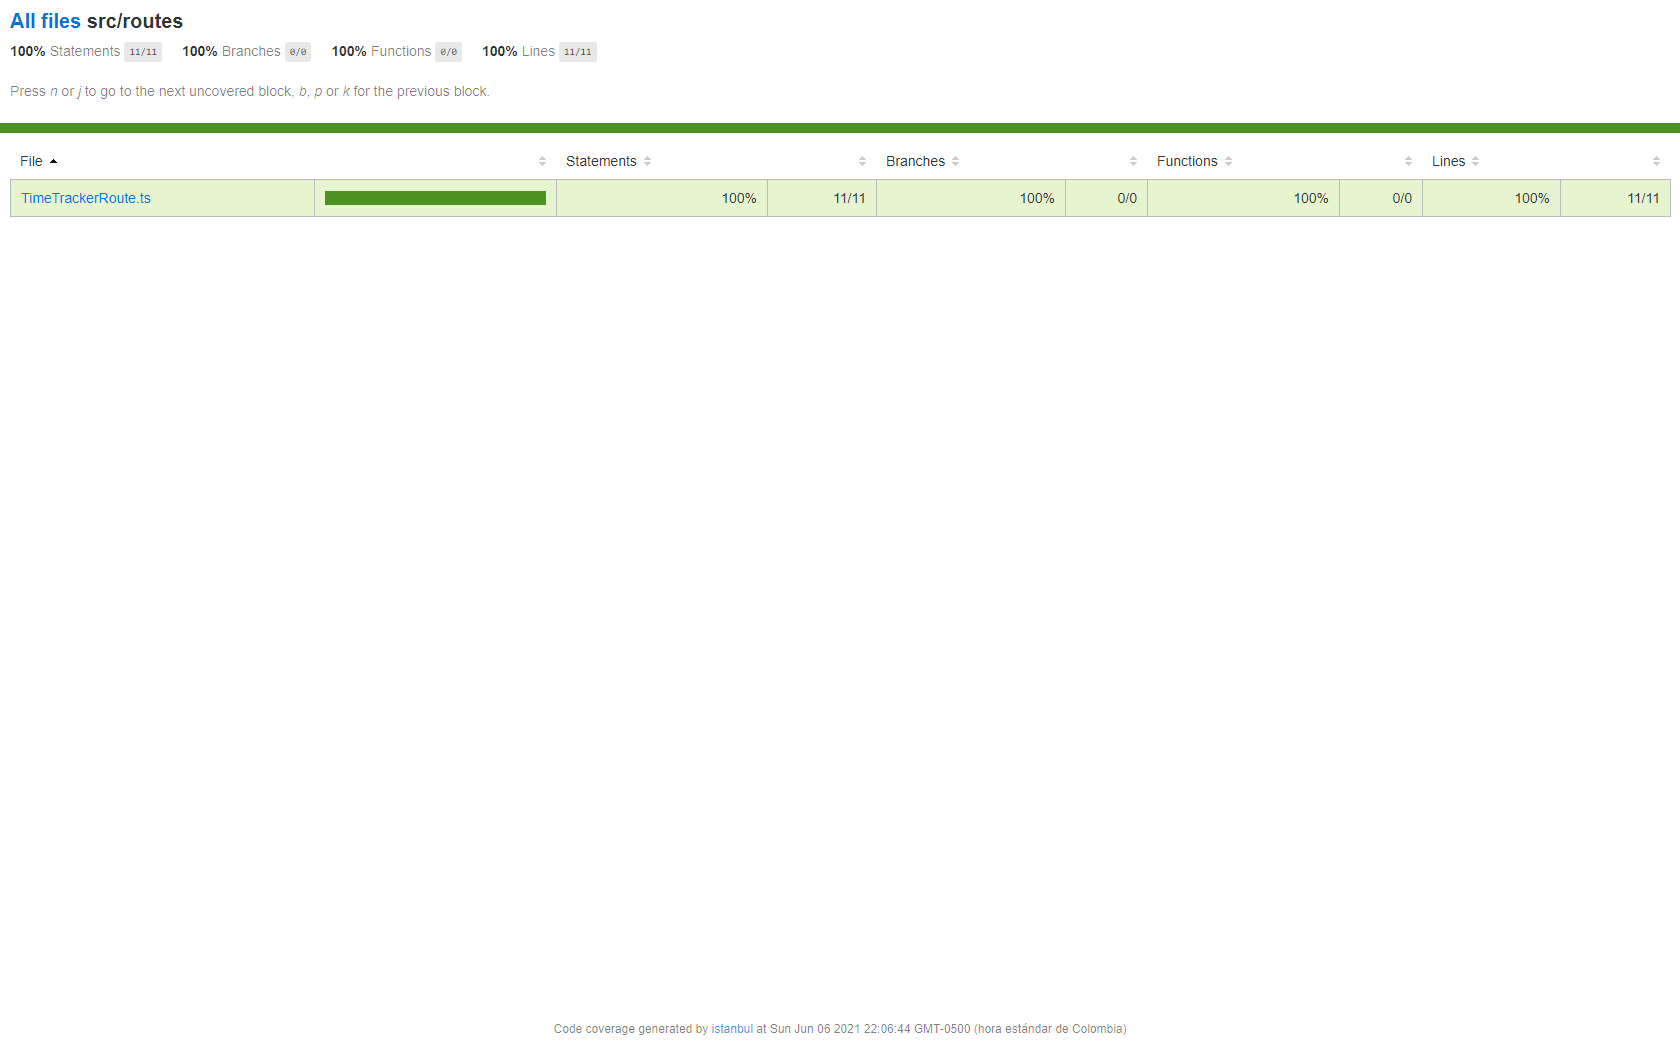 All files src/routes
100% Statements 11/11 100% Branches 0/0 100% Functions 0/0 100% Lines 11/11
Press n or j to go to the next uncovered block, b, p or k for the previous block.
File Statements Branches Functions Lines
TimeTrackerRoute.ts 100% 11/11 100% 0/0 100% 0/0 100% 11/11
Code coverage generated by istanbul at Sun Jun 06 2021 22:06:44 GMT-0500 (hora estándar de Colombia)